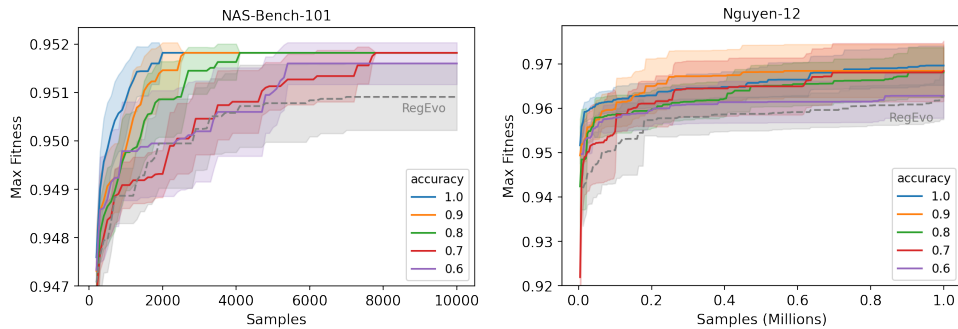 NAS-Bench-101
Max Fitness
0.952
0.951
0.950
0.949
0.948
0.947
RegEvo
accuracy
1.0
0.9
0.8
0.7
0.6
0 2000 4000 6000 8000 10000
Samples
Nguyen-12
Max Fitness
0.97
0.96
0.95
0.94
0.93
0.92
RegEvo
accuracy
1.0
0.9
0.8
0.7
0.6
0.0 0.2 0.4 0.6 0.8 1.0
Samples (Millions)